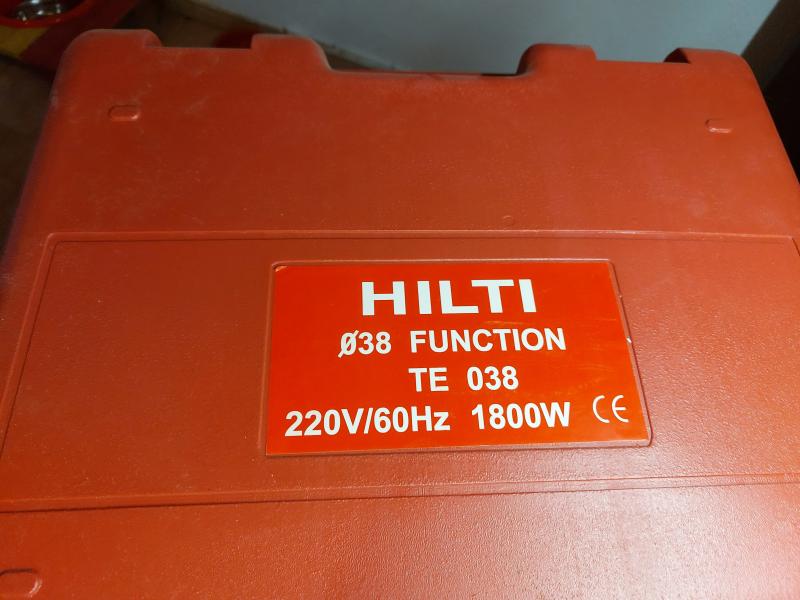 HILTI
Ø38 FUNCTION
TE 038
220V/60Hz 1800W CE